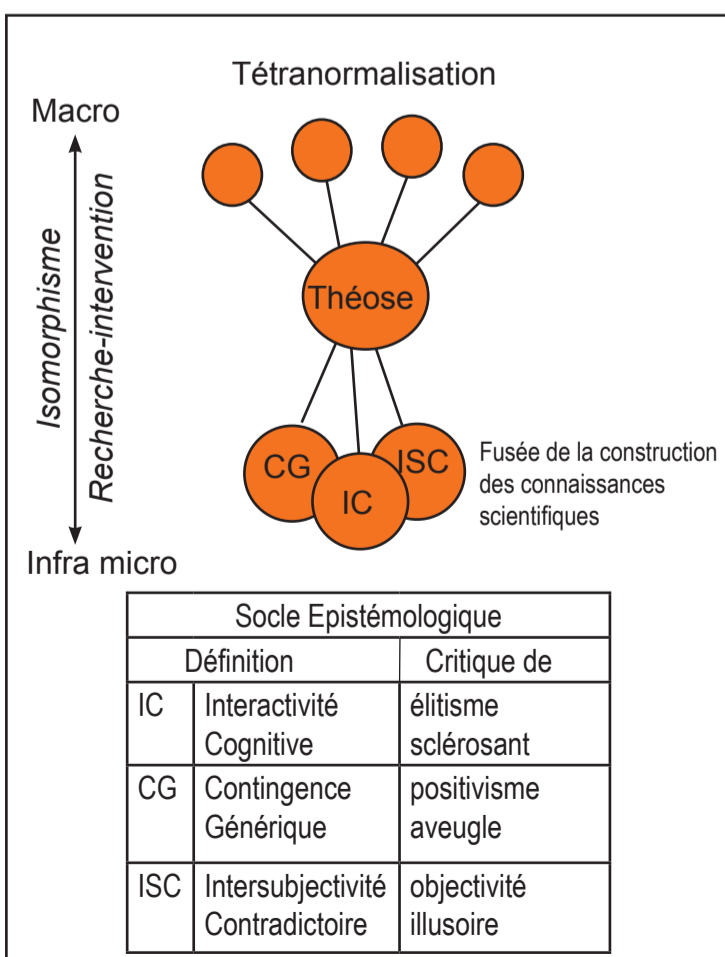 Tétranormalisation
Macro
Isomorphisme
Recherche-intervention
Théose
CG
ISC
IC
Fusée de la construction
des connaissances
scientifiques
Infra micro
Socle Epistémologique
Définition
Critique de
IC
Interactivité
Cognitive
élitisme
sclérosant
CG
Contingence
Générique
positivisme
aveugle
ISC
Intersubjectivité
Contradictoire
objectivité
illusoire